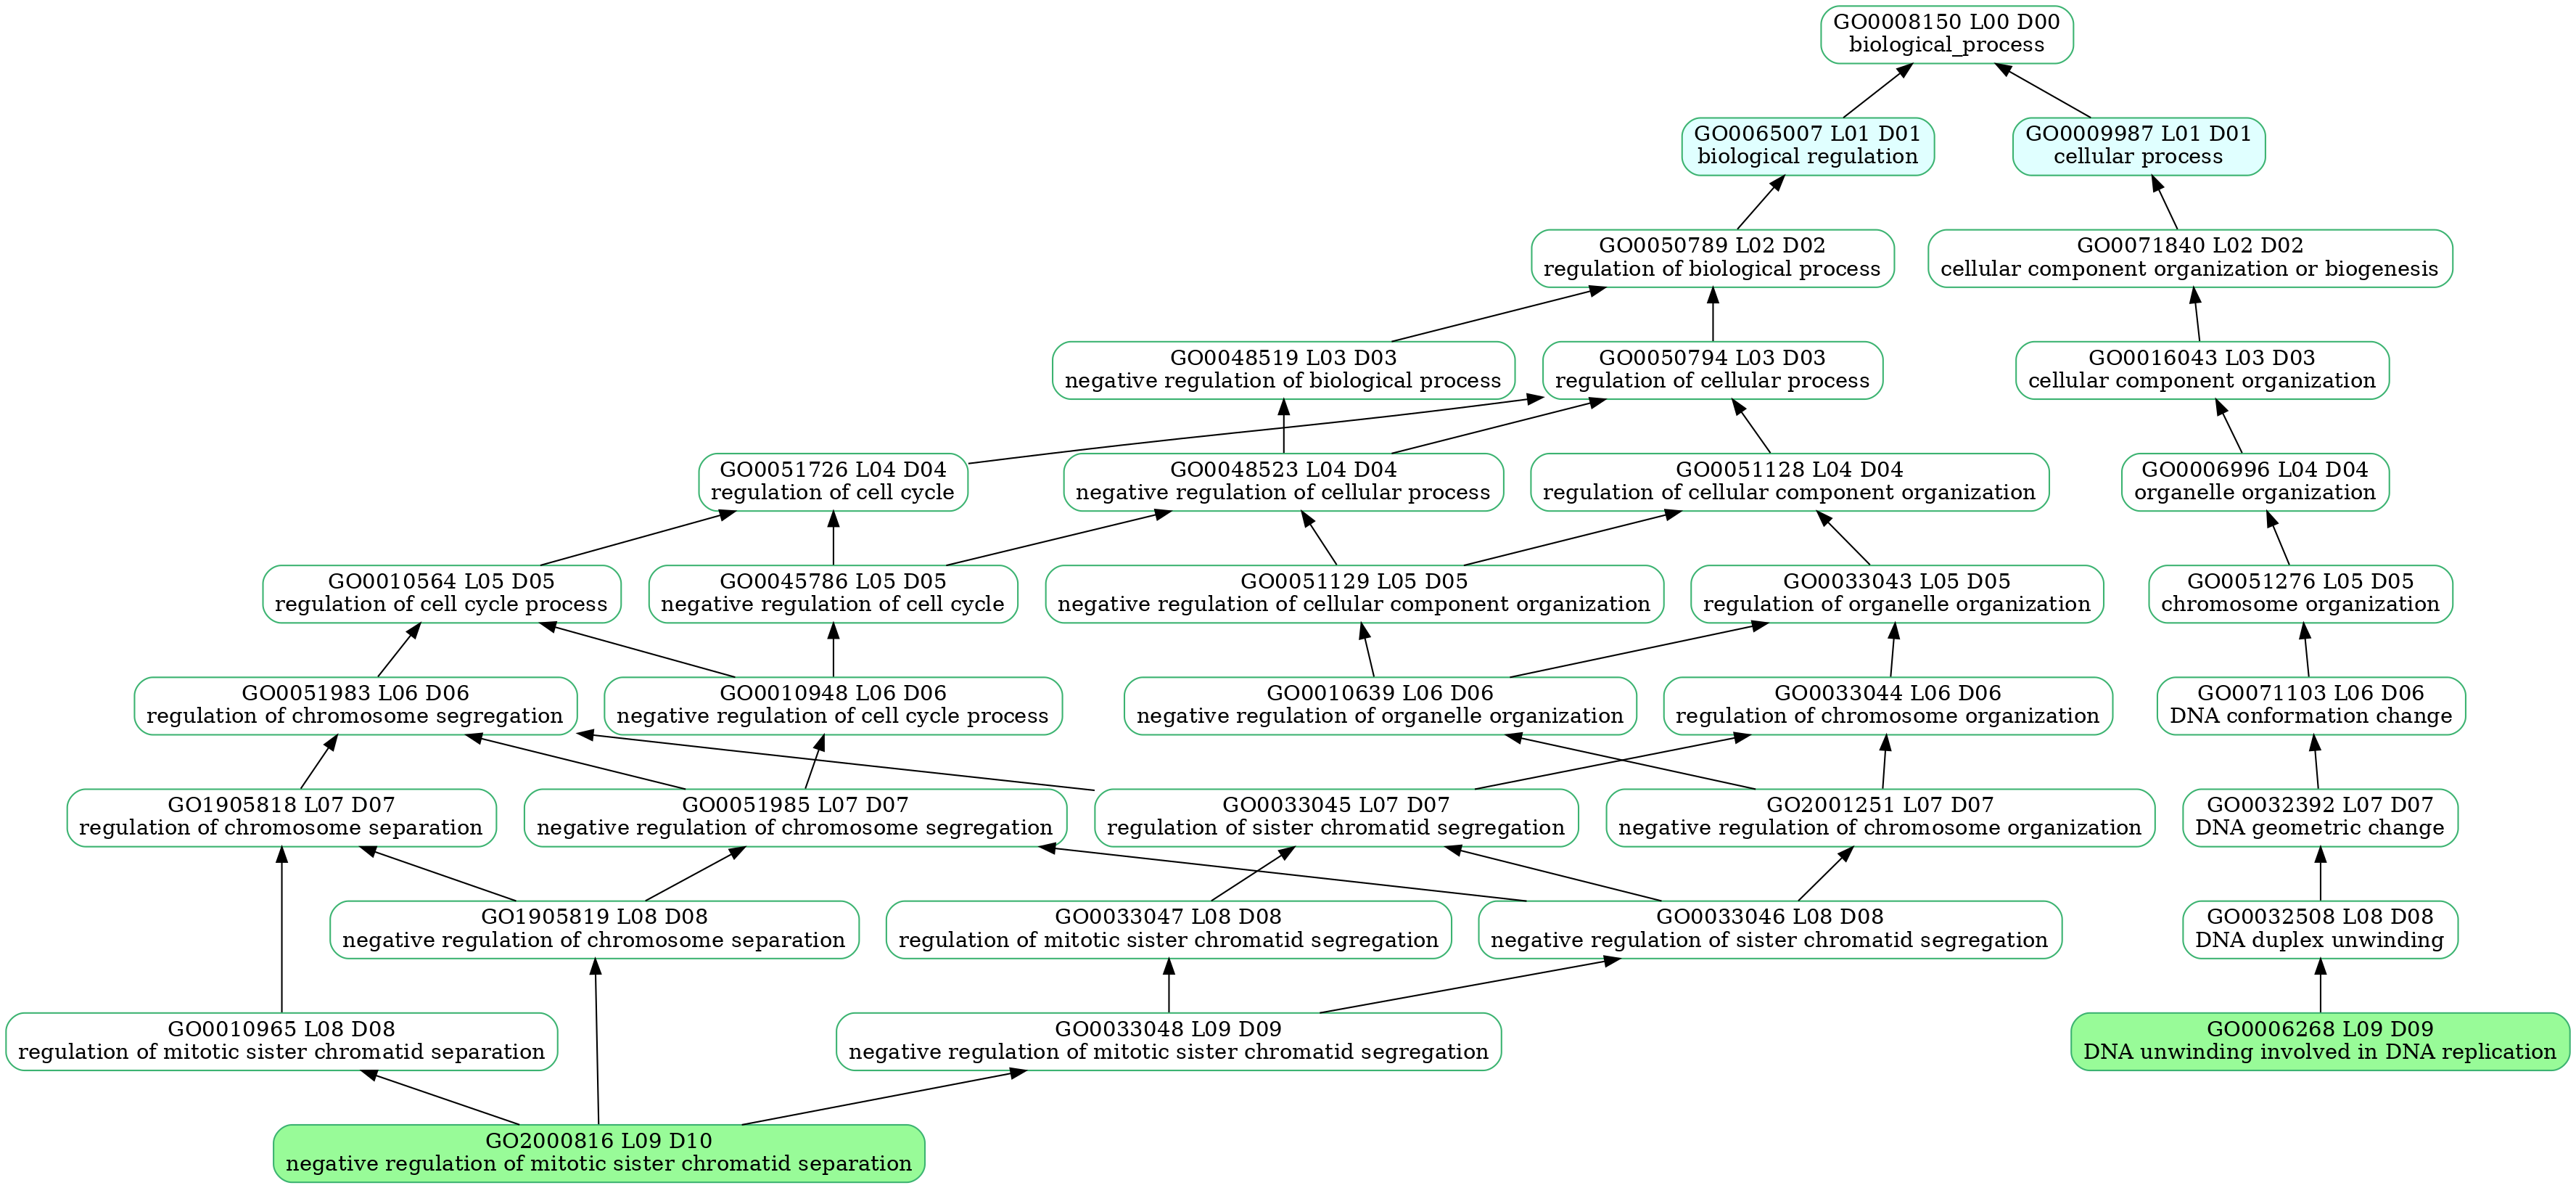 GO0008150 L00 D00
biological_process
GO0065007 L01 D01
biological regulation
GO0009987 L01 D01
cellular process
GO0050789 L02 D02
regulation of biological process
GO0071840 L02 D02
cellular component organization or biogenesis
GO0048519 L03 D03
negative regulation of biological process
GO0050794 L03 D03
regulation of cellular process
GO0016043 L03 D03
cellular component organization
GO0051726 L04 D04
regulation of cell cycle
GO0048523 L04 D04
negative regulation of cellular process
GO0051128 L04 D04
regulation of cellular component organization
GO0006996 L04 D04
organelle organization
GO0010564 L05 D05
regulation of cell cycle process
GO0045786 L05 D05
negative regulation of cell cycle
GO0051129 L05 D05
negative regulation of cellular component organization
GO0033043 L05 D05
regulation of organelle organization
GO0051276 L05 D05
chromosome organization
GO0051983 L06 D06
regulation of chromosome segregation
GO0010948 L06 D06
negative regulation of cell cycle process
GO0010639 L06 D06
negative regulation of organelle organization
GO0033044 L06 D06
regulation of chromosome organization
GO0071103 L06 D06
DNA conformation change
GO1905818 L07 D07
regulation of chromosome separation
GO0051985 L07 D07
negative regulation of chromosome segregation
GO0033045 L07 D07
regulation of sister chromatid segregation
GO2001251 L07 D07
negative regulation of chromosome organization
GO0032392 L07 D07
DNA geometric change
GO1905819 L08 D08
negative regulation of chromosome separation
GO0033047 L08 D08
regulation of mitotic sister chromatid segregation
GO0033046 L08 D08
negative regulation of sister chromatid segregation
GO0032508 L08 D08
DNA duplex unwinding
GO0010965 L08 D08
regulation of mitotic sister chromatid separation
GO0033048 L09 D09
negative regulation of mitotic sister chromatid segregation
GO0006268 L09 D09
DNA unwinding involved in DNA replication
GO2000816 L09 D10
negative regulation of mitotic sister chromatid separation